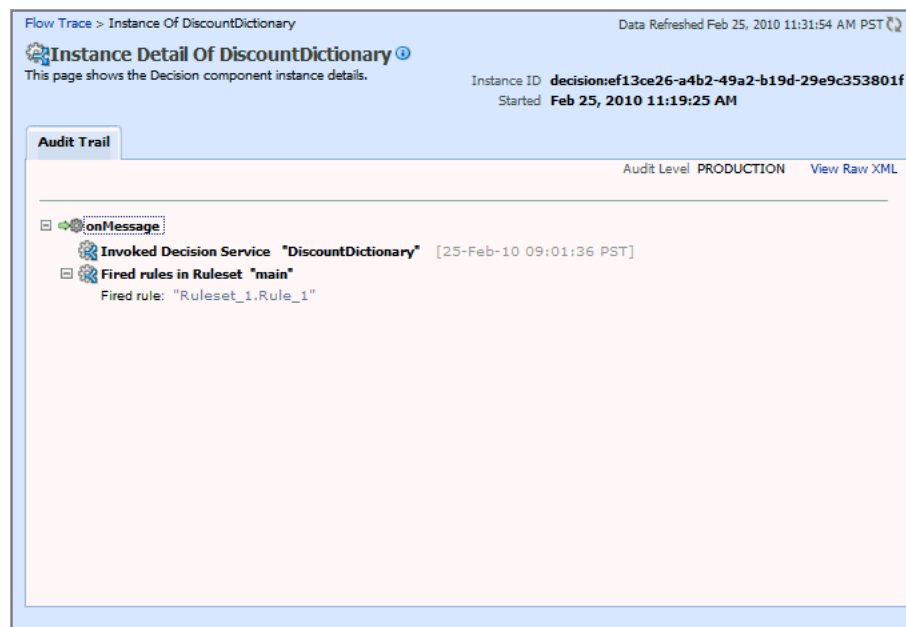 Flow Trace > Instance Of DiscountDictionary
Data Refreshed Feb 25, 2010 11:31:54 AM PST
Instance Detail Of DiscountDictionary
This page shows the Decision component instance details.
Instance ID decision:ef13ce26-a4b2-49a2-b19d-29e9c353801f
Started Feb 25, 2010 11:19:25 AM
Audit Trail
Audit Level PRODUCTION View Raw XML
onMessage
Invoked Decision Service "DiscountDictionary" [25-Feb-10 09:01:36 PST]
Fired rules in Ruleset "main"
Fired rule: "Ruleset_1.Rule_1"